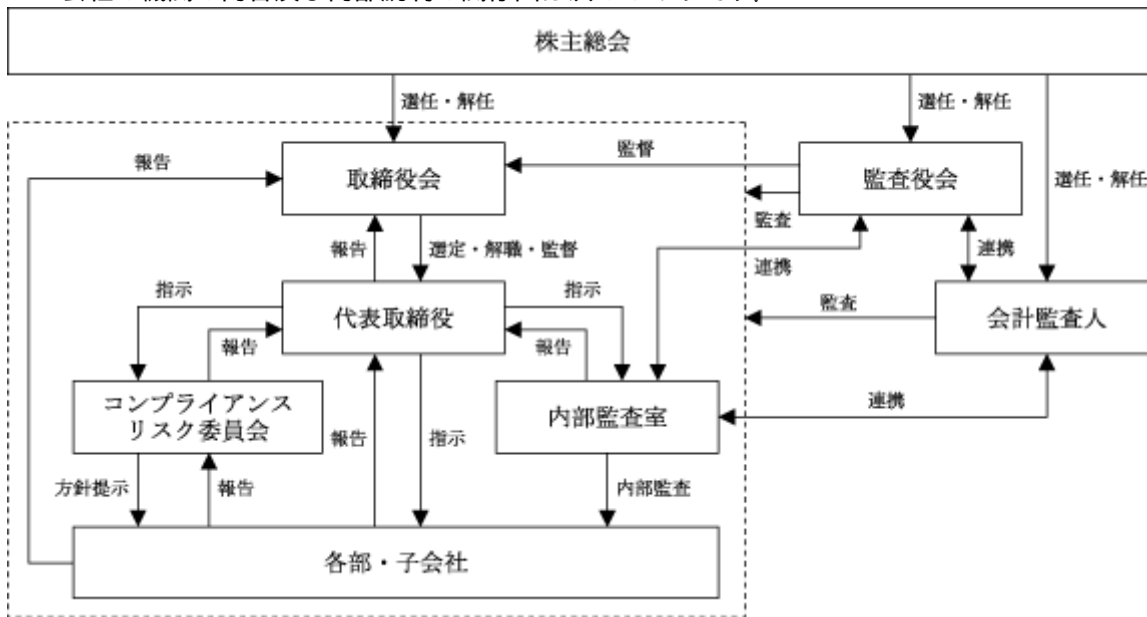 株主総会
選任・解任
選任・解任
選任・解任
報告
取締役会
監督
監査役会
監査
報告
選定・解職・監督
連携
連携
指示
代表取締役
指示
監査
会計監査人
報告
報告
コンプライアンス
リスク委員会
内部監査室
連携
報告
指示
方針提示
報告
内部監査
各部・子会社